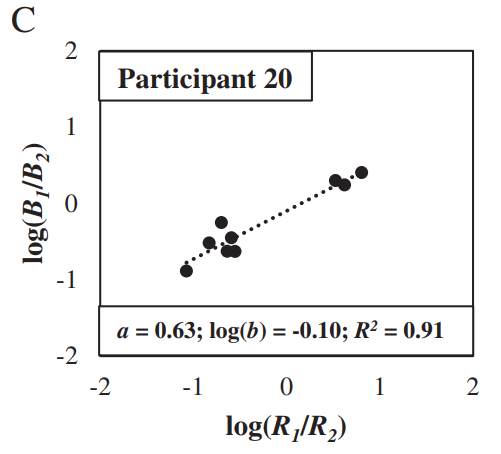 C
Participant 20
log(B₁/B₂)
2
1
0
-1
-2
a = 0.63; log(b) = -0.10; R² = 0.91
-2 -1 0 1 2
log(R₁/R₂)